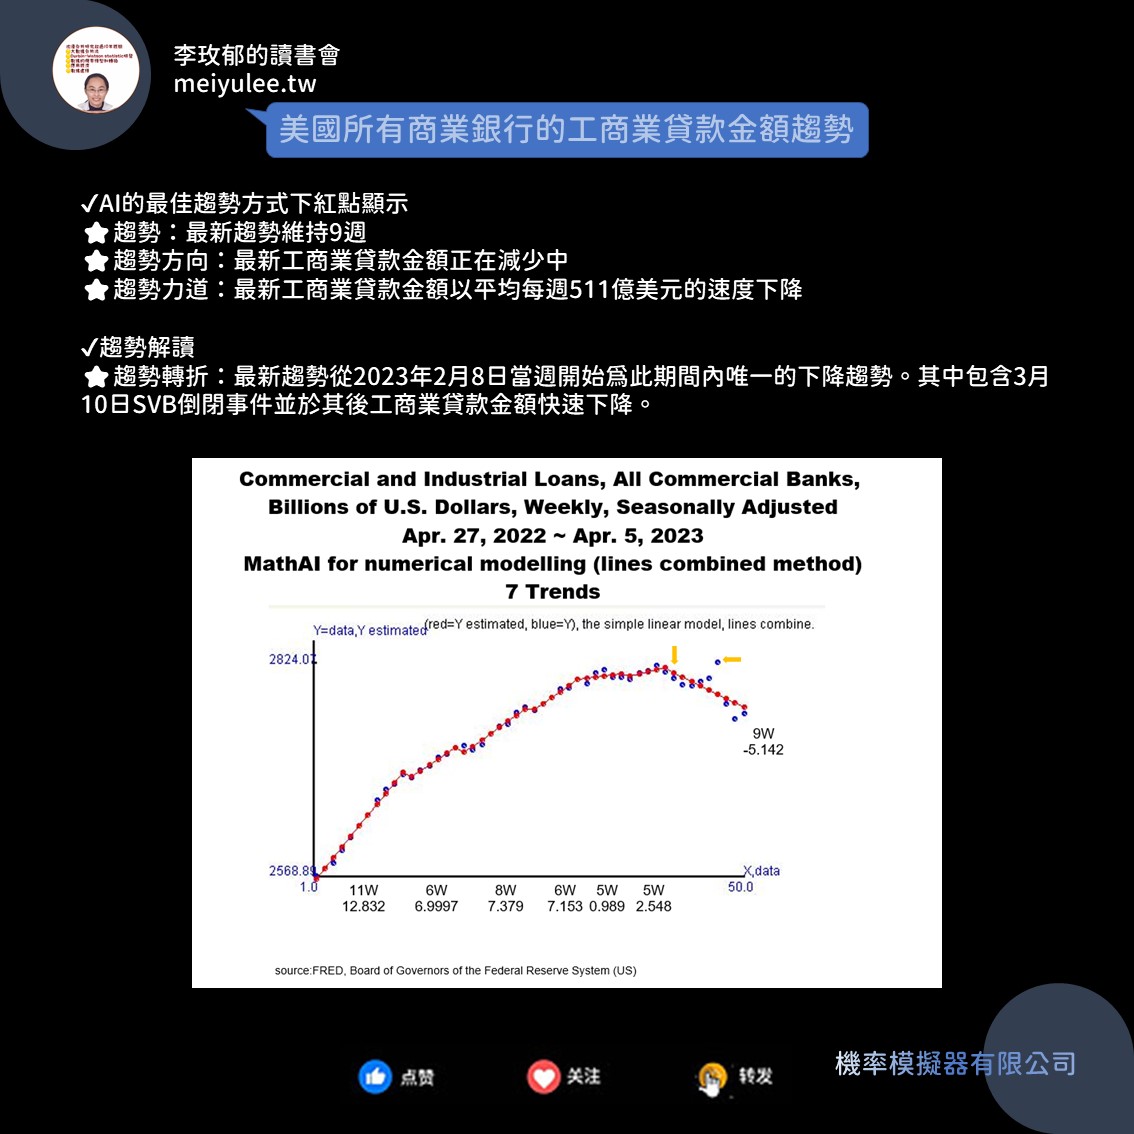 李玫郁的讀書會
meiyulee.tw
美國所有商業銀行的工商業貸款金額趨勢
✓AI的最佳趨勢方式下紅點顯示
⭐趨勢：最新趨勢維持9週
⭐趨勢方向：最新工商業貸款金額正在減少中
⭐趨勢力道：最新工商業貸款金額以平均每週511億美元的速度下降
✓趨勢解讀
⭐趨勢轉折：最新趨勢從2023年2月8日當週開始爲此期間內唯一的下降趨勢。其中包含3月
10日SVB倒閉事件並於其後工商業貸款金額快速下降。
Commercial and Industrial Loans, All Commercial Banks,
Billions of U.S. Dollars, Weekly, Seasonally Adjusted
Apr. 27, 2022 ~ Apr. 5, 2023
MathAI for numerical modelling (lines combined method)
7 Trends
(red=Y estimated, blue=Y), the simple linear model, lines combine.
Y=data,Y estimated
2824.07
9W
-5.142
2568.89
X,data
1.0
50.0
11W 6W 8W 6W 5W 5W
12.832 6.9997 7.379 7.153 0.989 2.548
source:FRED, Board of Governors of the Federal Reserve System (US)
機率模擬器有限公司
点赞 关注 转发